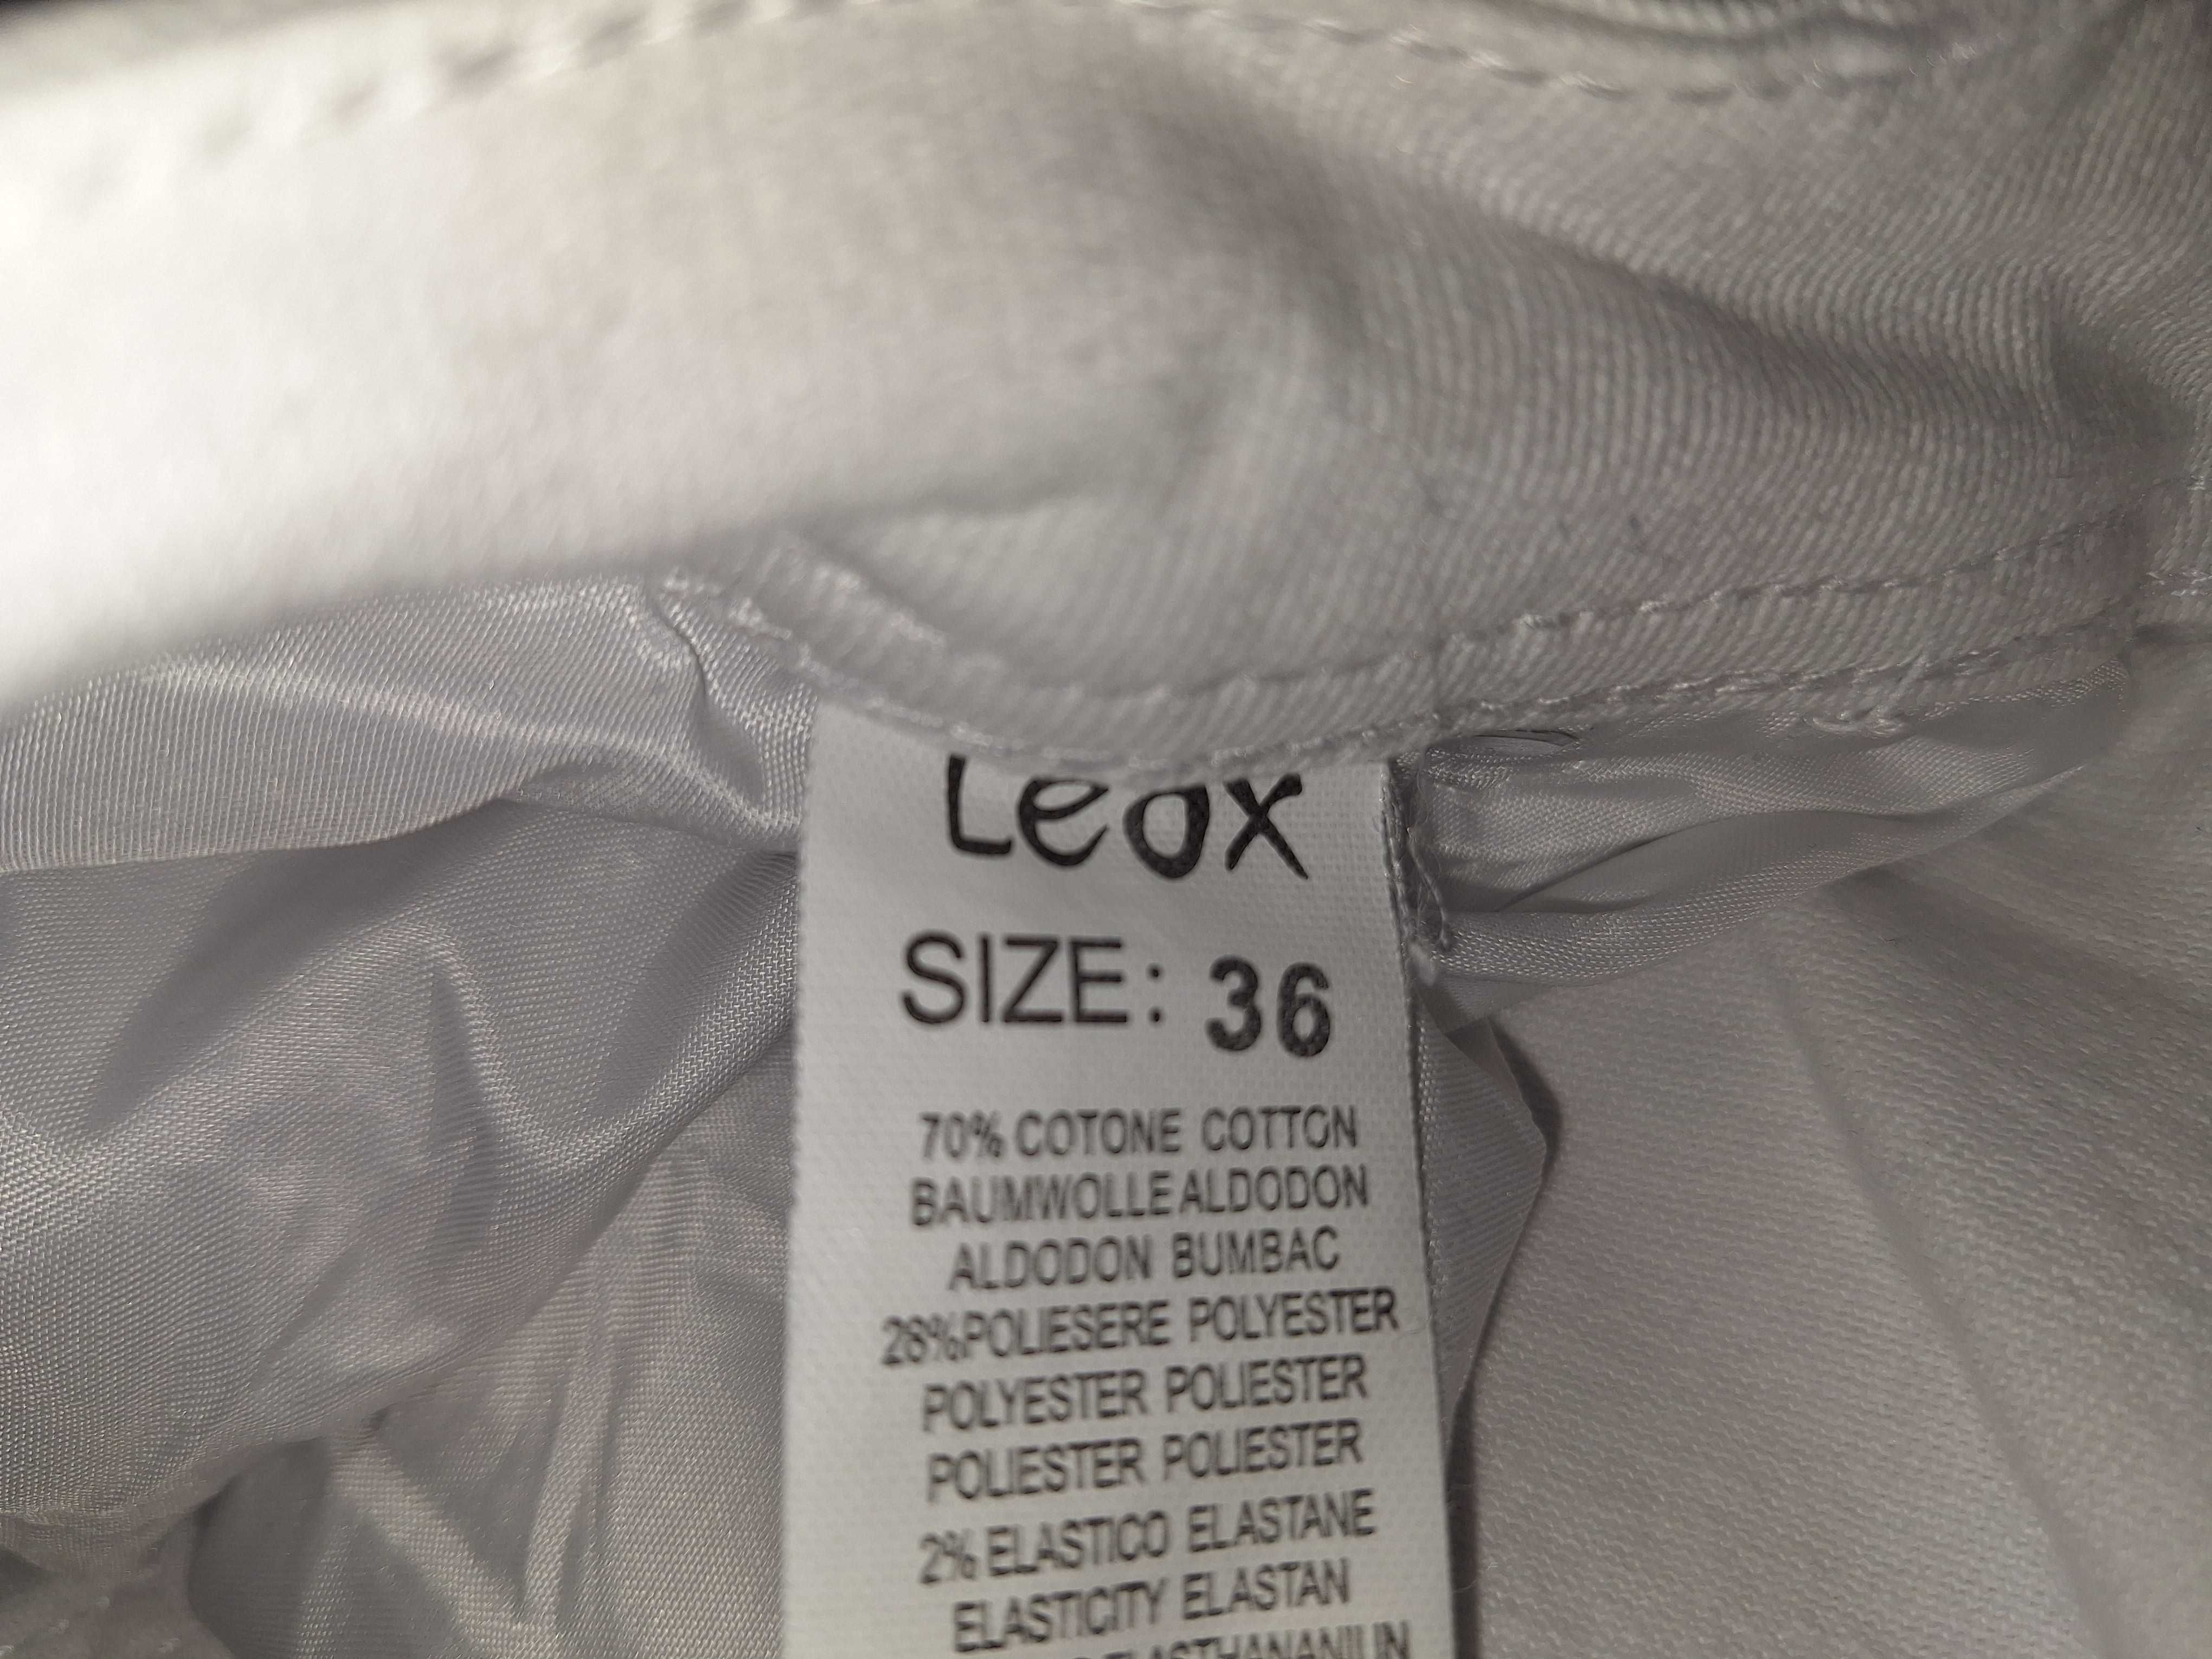 Leox
SIZE: 36
70% COTONE COTTON
BAUMWOLLE ALDODON
ALDODON BUMBAC
28%POLIESERE POLYESTER
POLYESTER POLIESTER
POLIESTER POLIESTER
2% ELASTICO ELASTANE
ELASTICITY ELASTAN